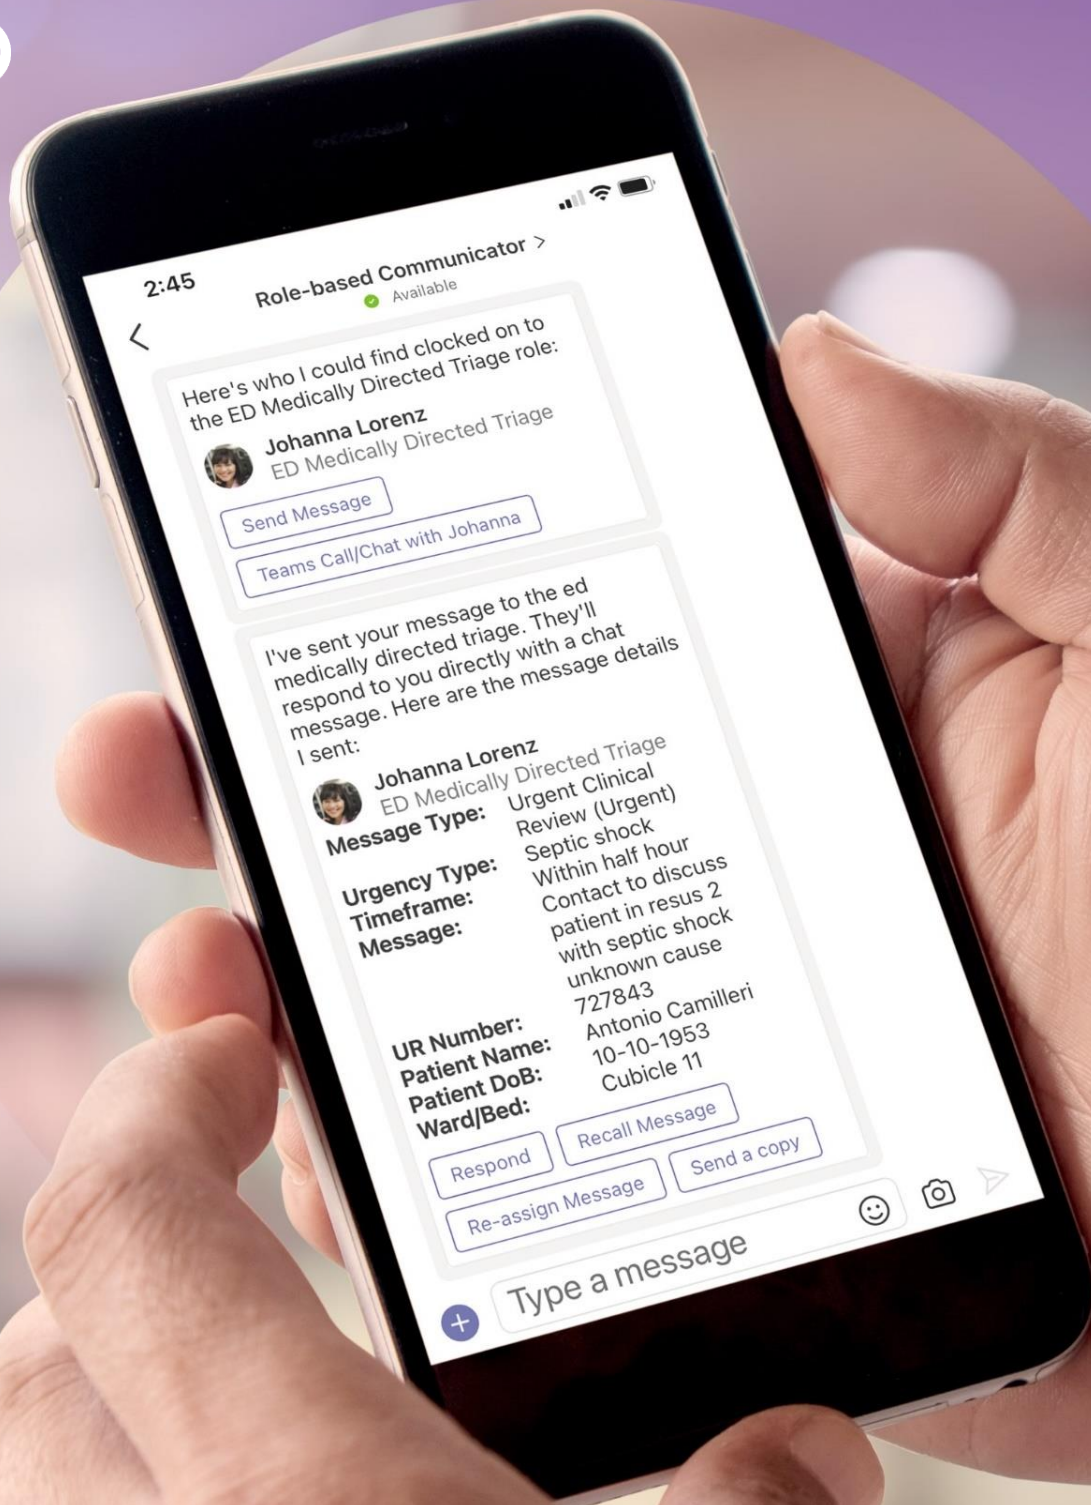 2:45
Role-based Communicator >
Available
Here's who I could find clocked on to
the ED Medically Directed Triage role:
Johanna Lorenz
ED Medically Directed Triage
Send Message
Teams Call/Chat with Johanna
I've sent your message to the ed
medically directed triage. They'll
respond to you directly with a chat
message. Here are the message details
I sent:
Johanna Lorenz
ED Medically Directed Triage
Message Type: Urgent Clinical
Review (Urgent)
Urgency Type: Septic shock
Timeframe: Within half hour
Message: Contact to discuss
patient in resus 2
with septic shock
unknown cause
UR Number: 727843
Patient Name: Antonio Camilleri
Patient DoB: 10-10-1953
Ward/Bed: Cubicle 11
Respond
Recall Message
Re-assign Message
Send a copy
Type a message